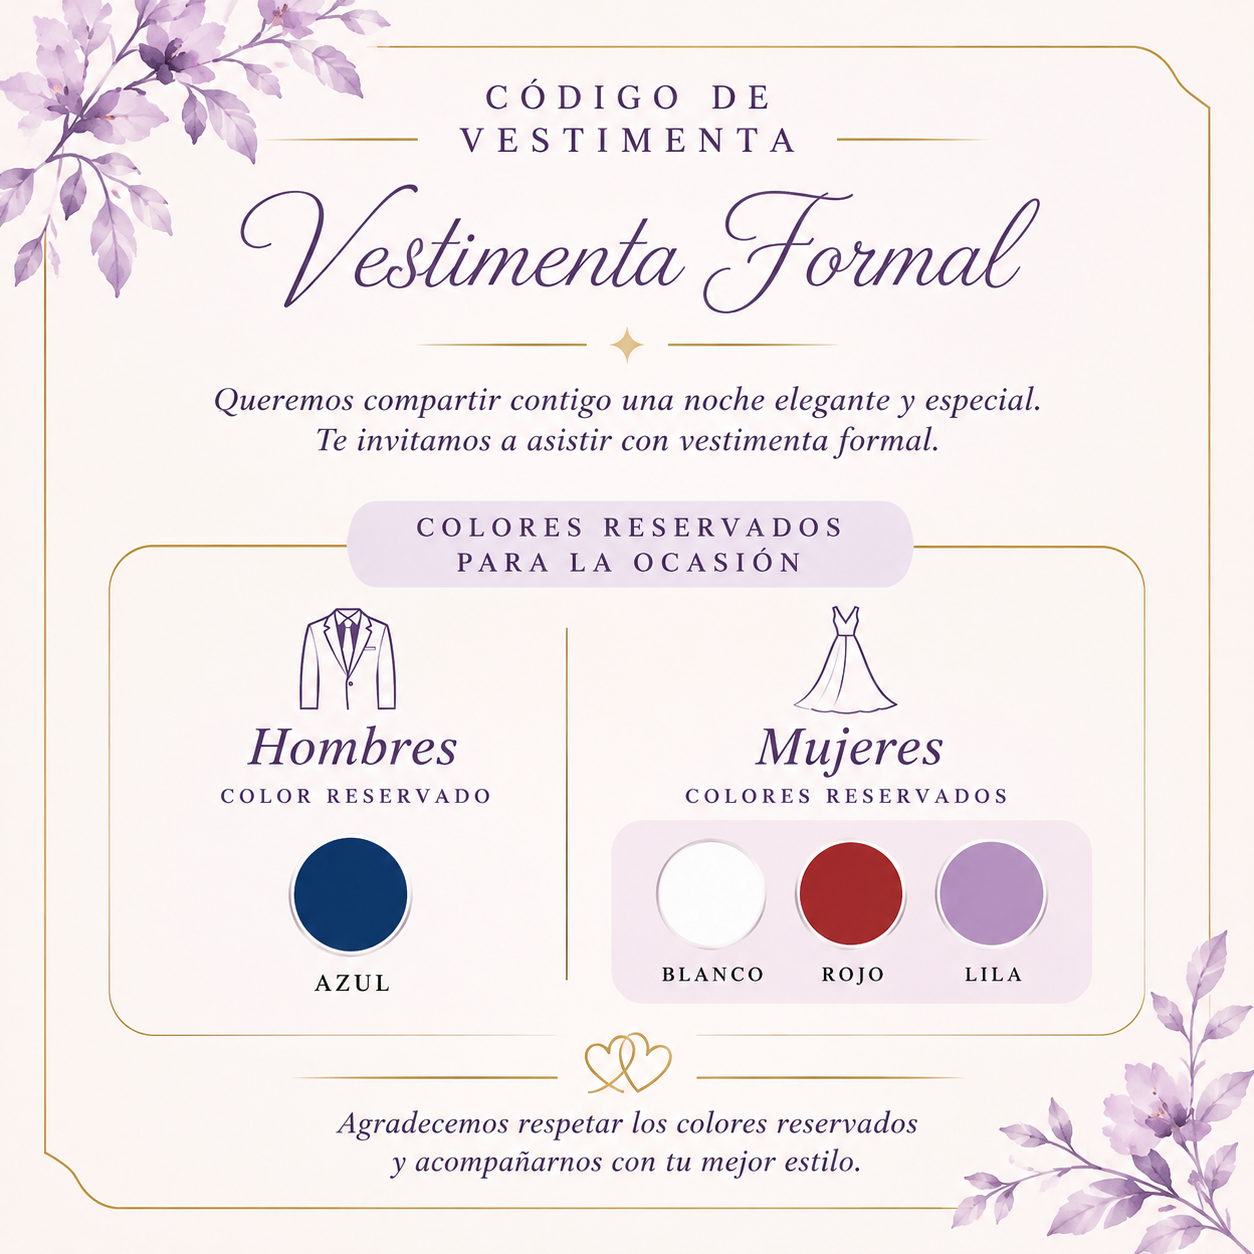 CÓDIGO DE
VESTIMENTA
Vestimenta Formal
Queremos compartir contigo una noche elegante y especial.
Te invitamos a asistir con vestimenta formal.
COLORES RESERVADOS
PARA LA OCASIÓN
Hombres
COLOR RESERVADO
AZUL
Mujeres
COLORES RESERVADOS
BLANCO ROJO LILA
Agradecemos respetar los colores reservados
y acompañarnos con tu mejor estilo.